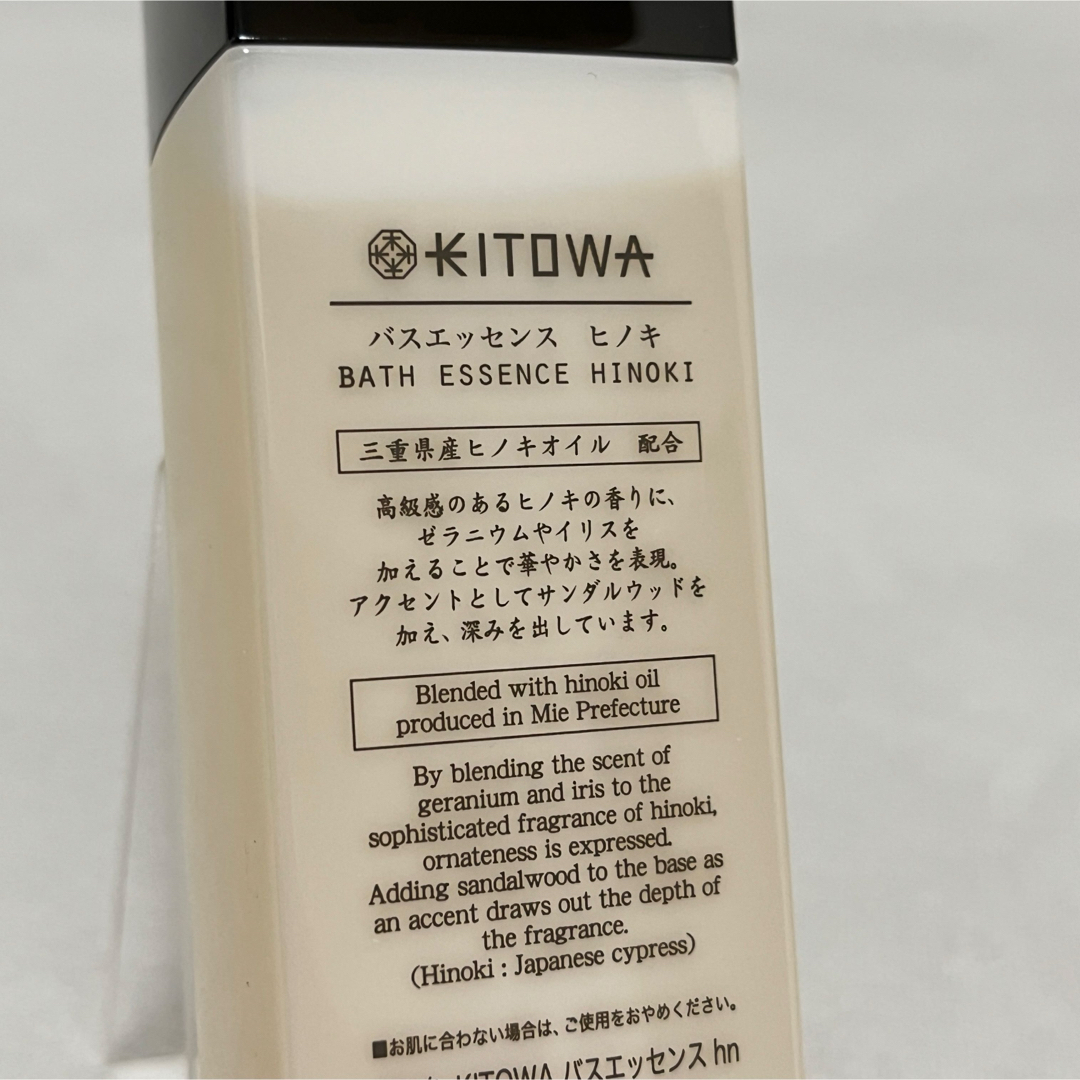 KITOWA
バスエッセンス ヒノキ
BATH ESSENCE HINOKI
三重県産ヒノキオイル 配合
高級感のあるヒノキの香りに、
ゼラニウムやイリスを
加えることで華やかさを表現。
アクセントとしてサンダルウッドを
加え、深みを出しています。
Blended with hinoki oil
produced in Mie Prefecture
By blending the scent of
geranium and iris to the
sophisticated fragrance of hinoki,
ornateness is expressed.
Adding sandalwood to the base as
an accent draws out the depth of
the fragrance.
(Hinoki : Japanese cypress)
■お肌に合わない場合は、ご使用をおやめください。
KITOWA バスエッセンス hn